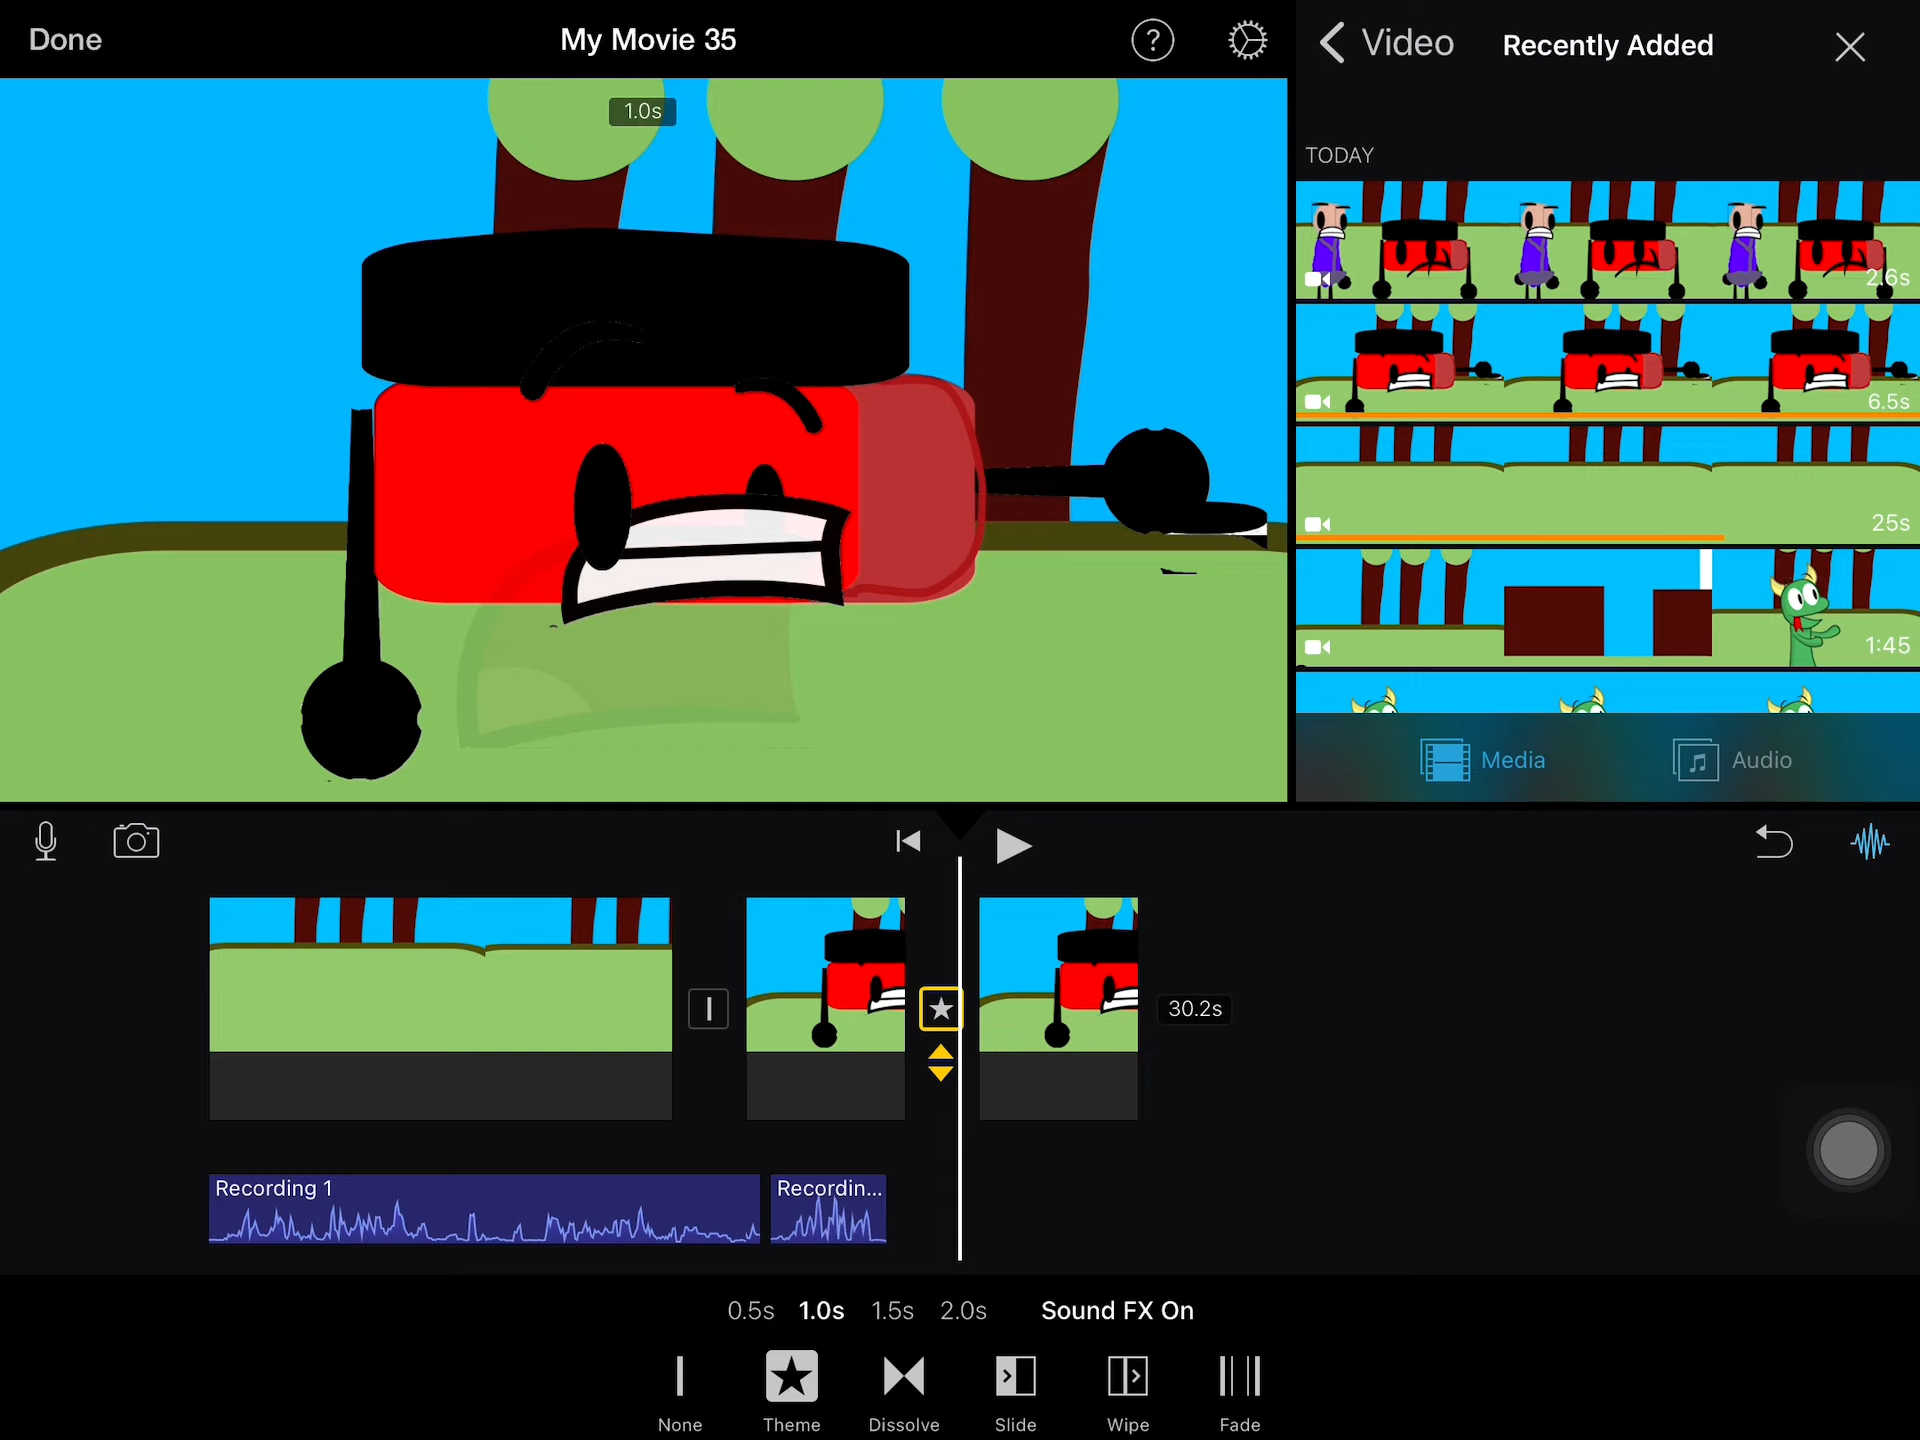 Done
My Movie 35
?
1.0s
Video
Recently Added
TODAY
2.6s
6.5s
25s
1:45
Media
Audio
30.2s
Recording 1
Recordin...
0.5s 1.0s 1.5s 2.0s Sound FX On
None Theme Dissolve Slide Wipe Fade